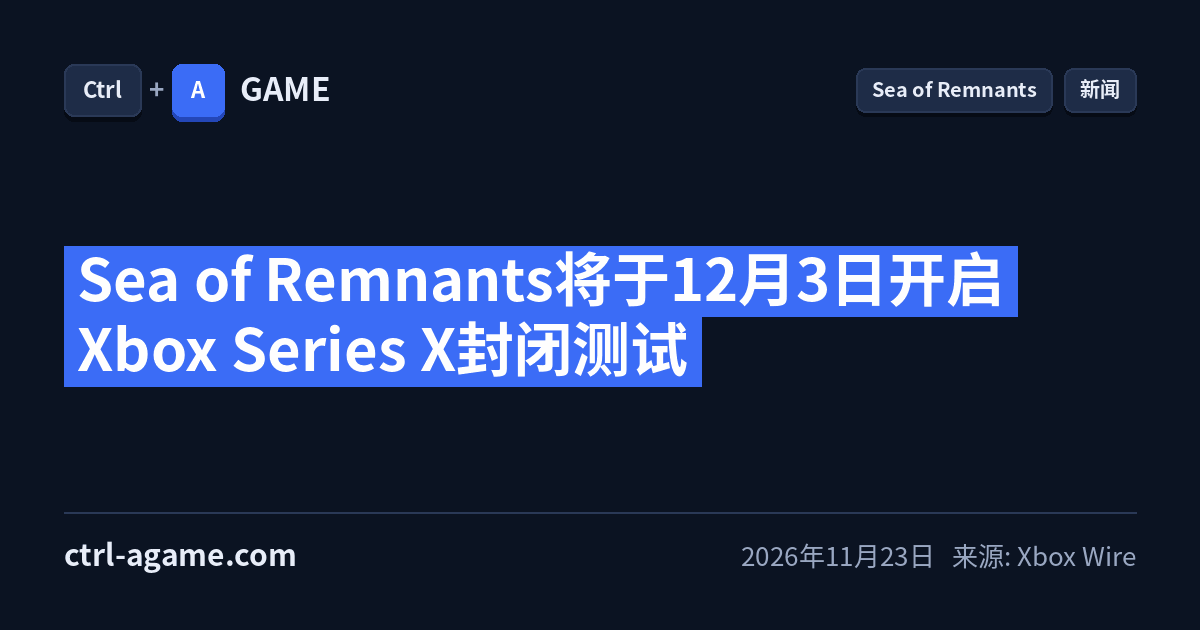 Ctrl + A GAME
Sea of Remnants 新闻
Sea of Remnants将于12月3日开启
Xbox Series X封闭测试
ctrl-agame.com
2026年11月23日 来源: Xbox Wire